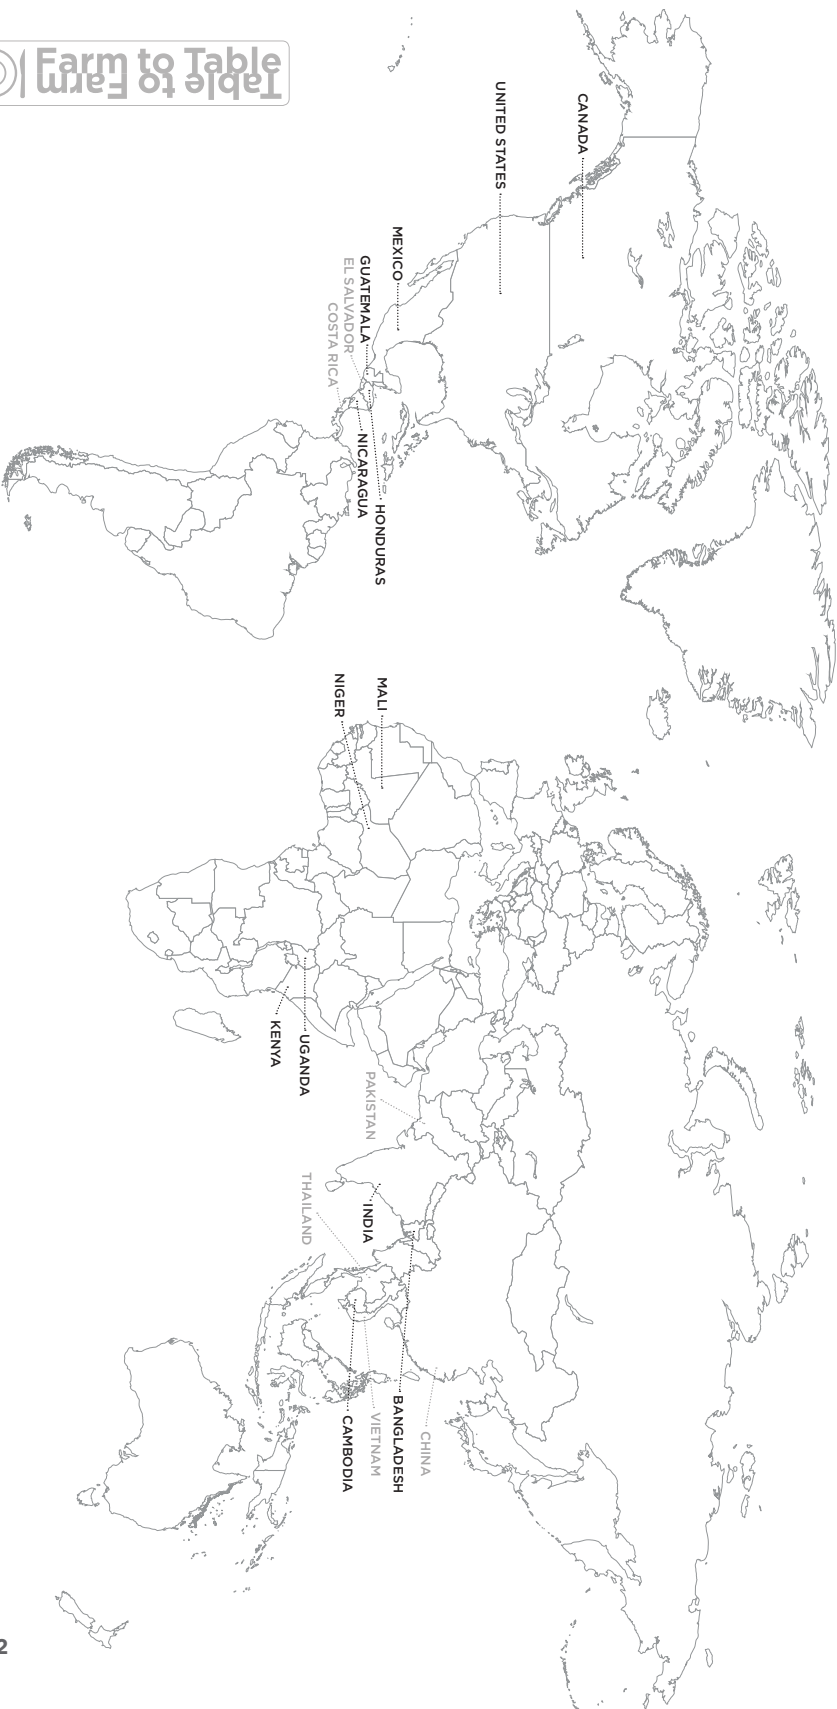 Farm to Table
Table to Farm
CANADA
UNITED STATES
MEXICO
GUATEMALA
EL SALVADOR
COSTA RICA
HONDURAS
NICARAGUA
MALI
NIGER
UGANDA
KENYA
PAKISTAN
INDIA
THAILAND
BANGLADESH
CHINA
VIETNAM
CAMBODIA
2